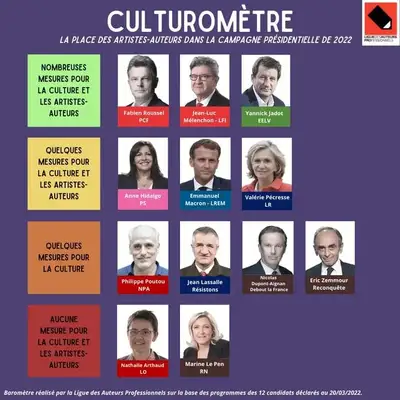 CULTUROMÈTRE
LA PLACE DES ARTISTES-AUTEURS DANS LA CAMPAGNE PRÉSIDENTIELLE DE 2022
LIGUE DES AUTEURS
PROFESSIONNELS
NOMBREUSES
MESURES POUR
LA CULTURE ET
LES ARTISTES-
AUTEURS
Fabien Roussel
PCF
Jean-Luc
Mélenchon - LFI
Yannick Jadot
EELV
QUELQUES
MESURES POUR
LA CULTURE ET
LES ARTISTES-
AUTEURS
Anne Hidalgo
PS
Emmanuel
Macron - LREM
Valérie Pécresse
LR
QUELQUES
MESURES POUR
LA CULTURE
Philippe Poutou
NPA
Jean Lassalle
Résistons
Nicolas
Dupont-Aignan
Debout la France
Eric Zemmour
Reconquête
AUCUNE
MESURE POUR
LA CULTURE ET
LES ARTISTES-
AUTEURS
Nathalie Arthaud
LO
Marine Le Pen
RN
Baromètre réalisé par la Ligue des Auteurs Professionnels sur la base des programmes des 12 candidats déclarés au 20/03/2022.